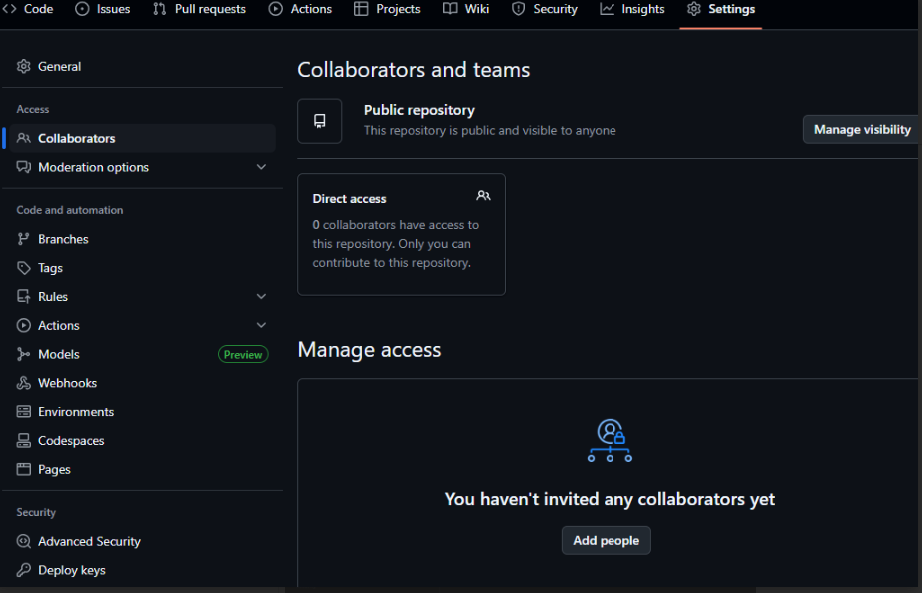 Code Issues Pull requests Actions Projects Wiki Security Insights Settings
General
Access
Collaborators
Moderation options
Code and automation
Branches
Tags
Rules
Actions
Models Preview
Webhooks
Environments
Codespaces
Pages
Security
Advanced Security
Deploy keys
Collaborators and teams
Public repository
This repository is public and visible to anyone
Manage visibility
Direct access
0 collaborators have access to
this repository. Only you can
contribute to this repository.
Manage access
You haven't invited any collaborators yet
Add people